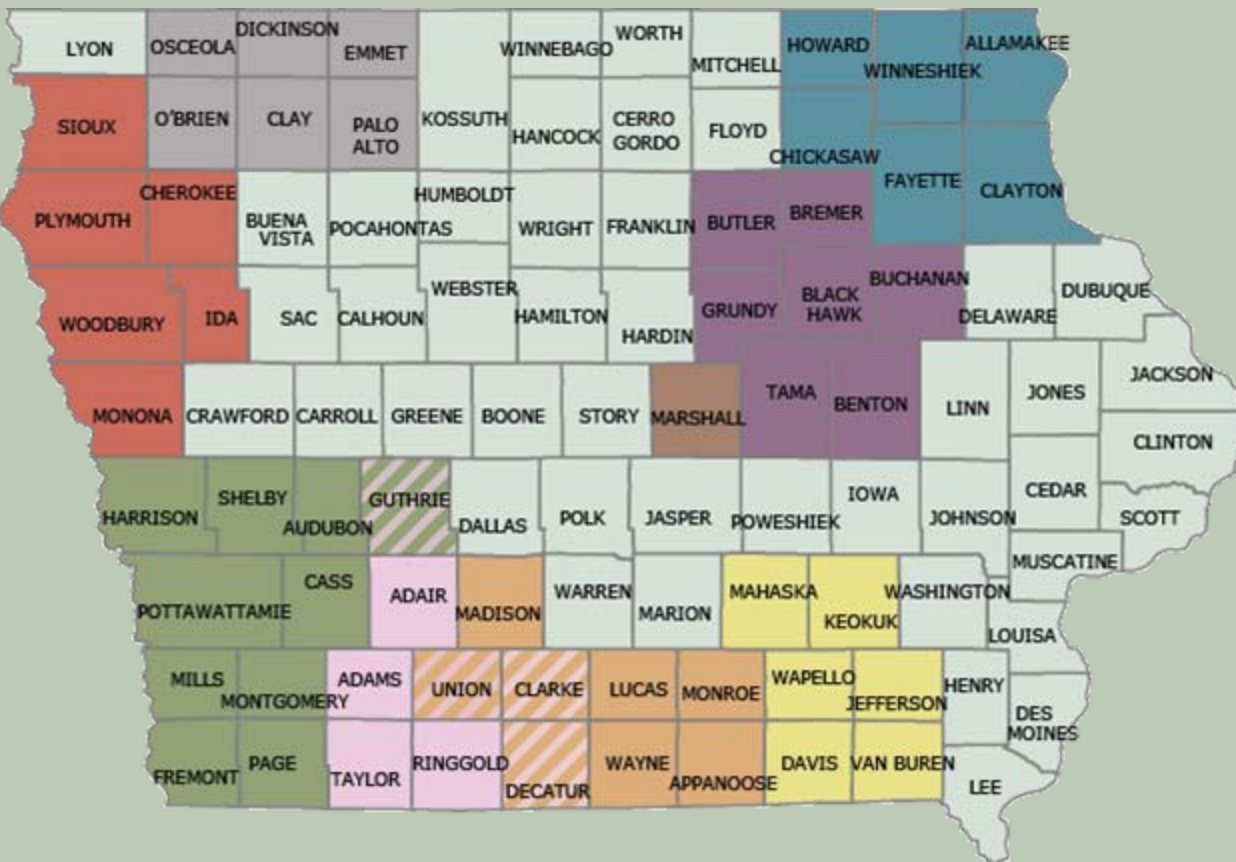 LYON
OSCEOLA
DICKINSON
EMMET
WINNEBAGO
WORTH
MITCHELL
HOWARD
WINNESHIEK
ALLAMAKEE
SIOUX
O'BRIEN
CLAY
PALO
ALTO
KOSSUTH
HANCOCK
CERRO
GORDO
FLOYD
CHICKASAW
FAYETTE
CLAYTON
PLYMOUTH
CHEROKEE
BUENA
VISTA
POCAHONTAS
HUMBOLDT
WRIGHT
FRANKLIN
BUTLER
BREMER
WOODBURY
IDA
SAC
CALHOUN
WEBSTER
HAMILTON
HARDIN
GRUNDY
BLACK
HAWK
BUCHANAN
DELAWARE
DUBUQUE
MONONA
CRAWFORD
CARROLL
GREENE
BOONE
STORY
MARSHALL
TAMA
BENTON
LINN
JONES
JACKSON
CLINTON
HARRISON
SHELBY
AUDUBON
GUTHRIE
DALLAS
POLK
JASPER
POWESHIEK
IOWA
JOHNSON
CEDAR
SCOTT
MUSCATINE
POTTAWATTAMIE
CASS
ADAIR
MADISON
WARREN
MARION
MAHASKA
KEOKUK
WASHINGTON
LOUISA
MILLS
MONTGOMERY
ADAMS
UNION
CLARKE
LUCAS
MONROE
WAPELLO
JEFFERSON
HENRY
DES
MOINES
FREMONT
PAGE
TAYLOR
RINGGOLD
DECATUR
WAYNE
APPANOOSE
DAVIS
VAN BUREN
LEE